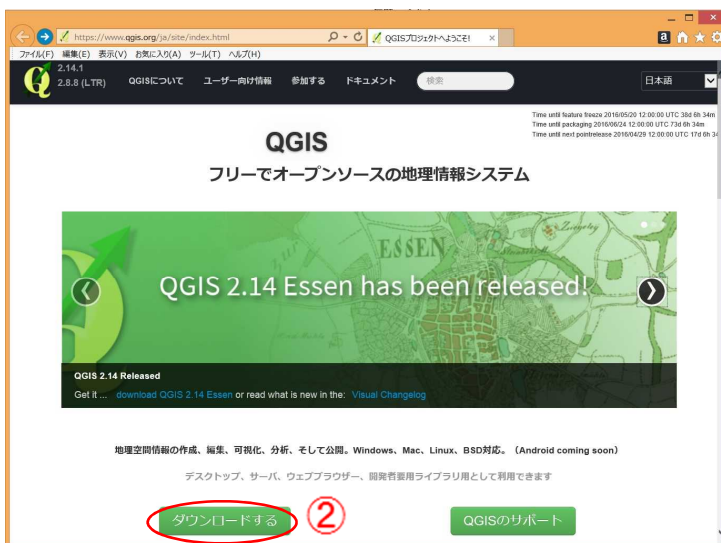 https://www.qgis.org/ja/site/index.html
QGISプロジェクトへようこそ!
ファイル(F) 編集(E) 表示(V) お気に入り(A) ツール(T) ヘルプ(H)
2.14.1
2.8.8 (LTR)
QGISについて ユーザー向け情報 参加する ドキュメント 検索 日本語
Time until feature freeze 2016/05/20 12:00:00 UTC 38d 6h 34m
Time until packaging 2016/06/24 12:00:00 UTC 73d 6h 34m
Time until next pointrelease 2016/04/29 12:00:00 UTC 17d 6h
QGIS
フリーでオープンソースの地理情報システム
ESSEN
QGIS 2.14 Essen has been released!
QGIS 2.14 Released
Get it ... download QGIS 2.14 Essen or read what is new in the: Visual Changelog
地理空間情報の作成、編集、可視化、分析、そして公開。Windows、Mac、Linux、BSD対応。（Android coming soon）
デスクトップ、サーバ、ウェブブラウザー、開発者要用ライブラリ用として利用できます
ダウンロードする ② QGISのサポート